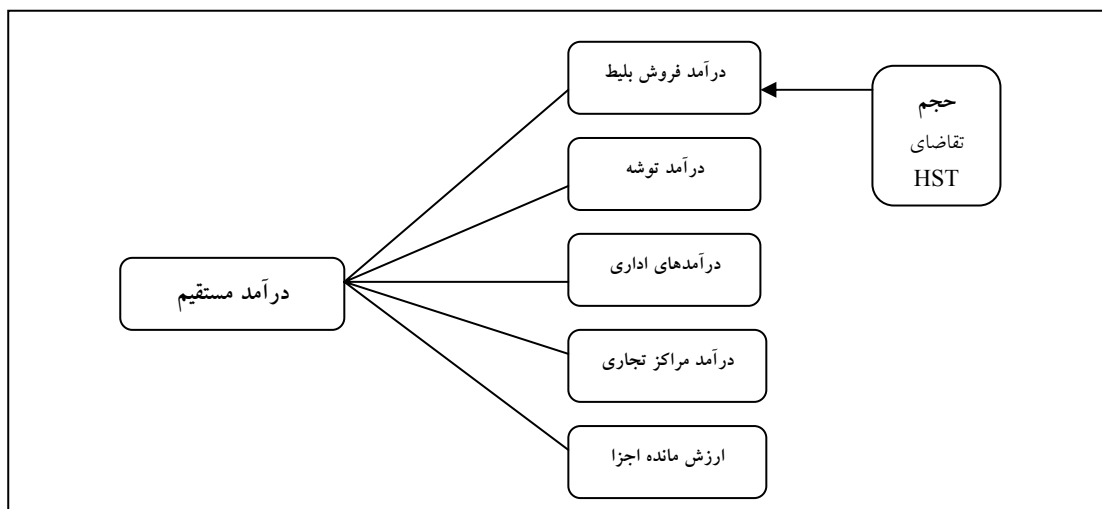 درآمد فروش بلیط
حجم
تقاضای
HST
درآمد توشه
درآمدهای اداری
درآمد مستقیم
درآمد مراکز تجاری
ارزش مانده اجزا